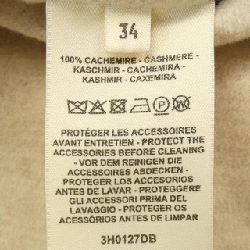 34
100% CACHEMIRE - CASHMERE -
KASCHMIR - CACHEMIRA -
KASHMIR - CAXEMIRA
PROTÉGER LES ACCESSOIRES
AVANT ENTRETIEN - PROTECT THE
ACCESSORIES BEFORE CLEANING
- VOR DEM REINIGEN DIE
ACCESSOIRES ABDECKEN -
PROTEGER LOS ACCESORIOS
ANTES DE LAVAR - PROTEGGERE
GLI ACCESSORI PRIMA DEL
LAVAGGIO - PROTEGER OS
ACESSÓRIOS ANTES DE LIMPAR
3H0127DB